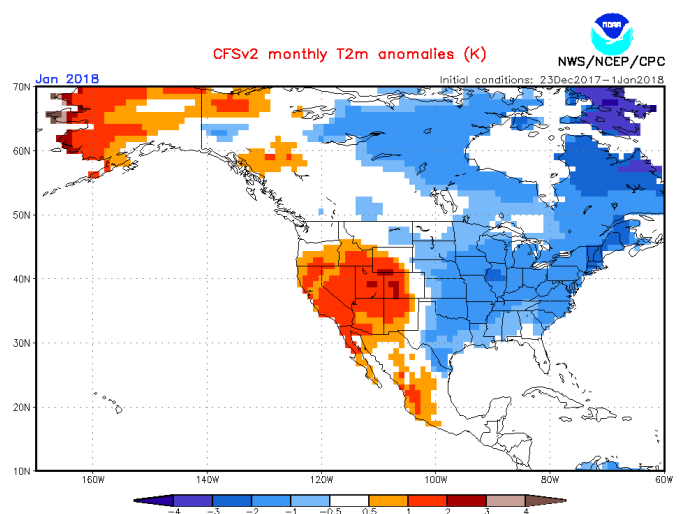 NOAA
CFSv2 monthly T2m anomalies (K)
NWS/NCEP/CPC
Jan 2018
Initial conditions: 23Dec2017-1Jan2018
70N
60N
50N
40N
30N
20N
10N
160W
140W
120W
100W
80W
60W
-4
-3
-2
-1
-0.5
0.5
1
2
3
4